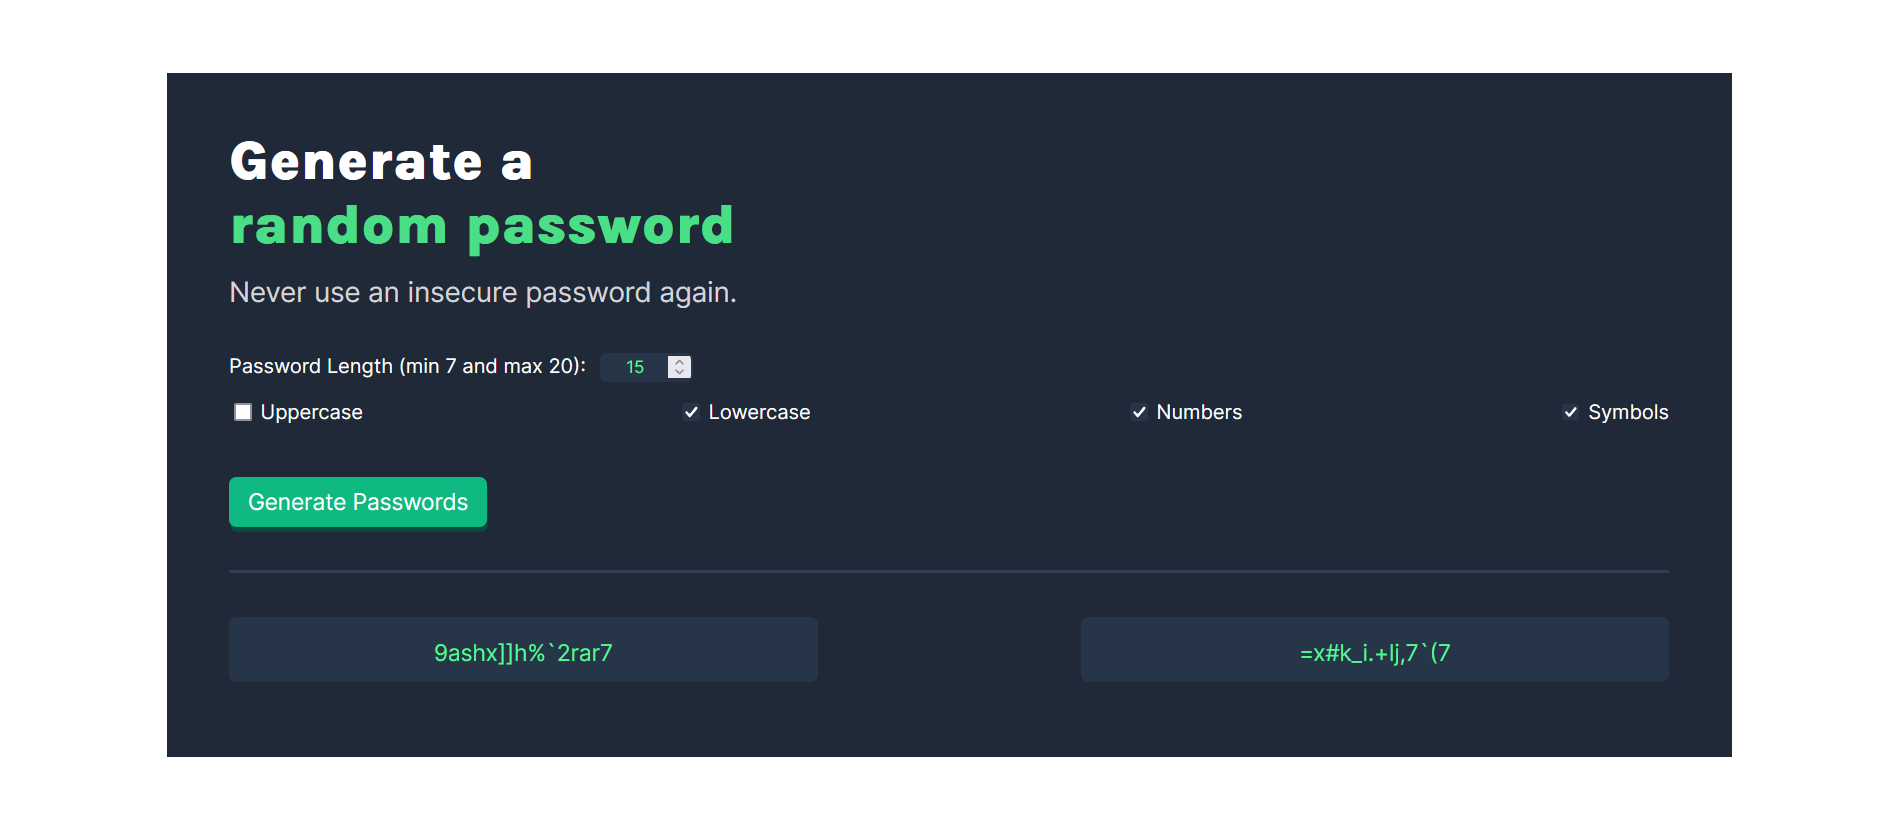 Generate a
random password
Never use an insecure password again.
Password Length (min 7 and max 20): 15
Uppercase Lowercase Numbers Symbols
Generate Passwords
9ashx]]h%`2rar7 =x#k_i.+lj,7`(7